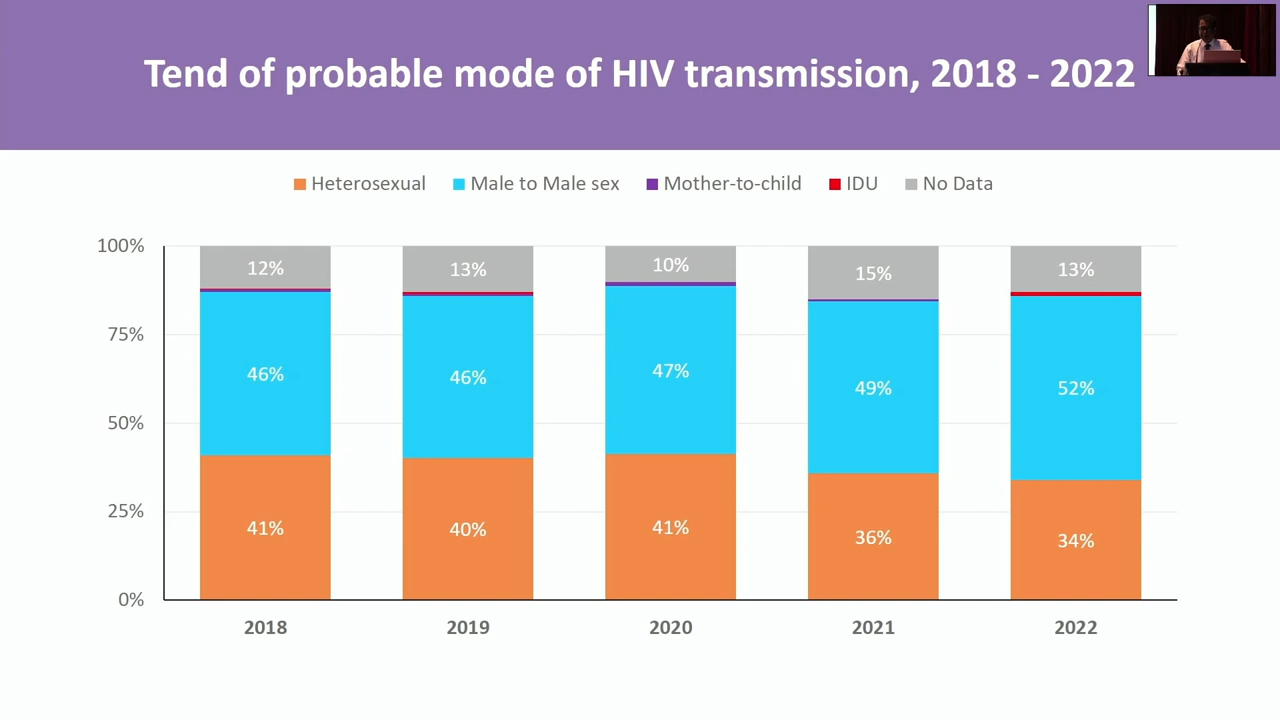 Tend of probable mode of HIV transmission, 2018 - 2022
Heterosexual Male to Male sex Mother-to-child IDU No Data
100% 12% 13% 10% 15% 13%
75%
46% 46% 47% 49% 52%
50%
25%
41% 40% 41% 36% 34%
0%
2018 2019 2020 2021 2022